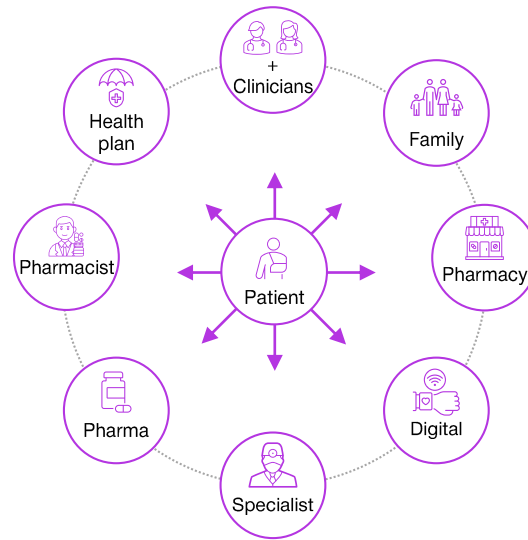 +
Clinicians
Family
Pharmacy
Digital
Specialist
Pharma
Pharmacist
Health
plan
Patient